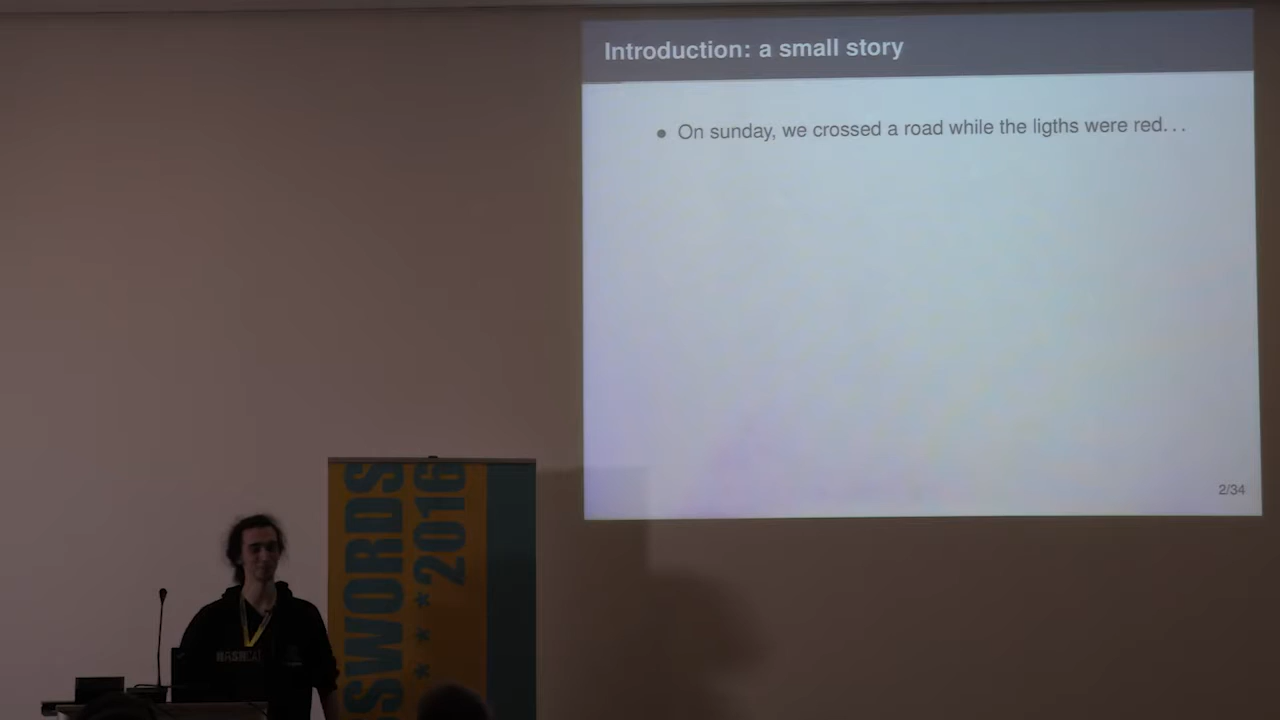 Introduction: a small story
• On sunday, we crossed a road while the ligths were red...
2/34
SWORDS
***2016